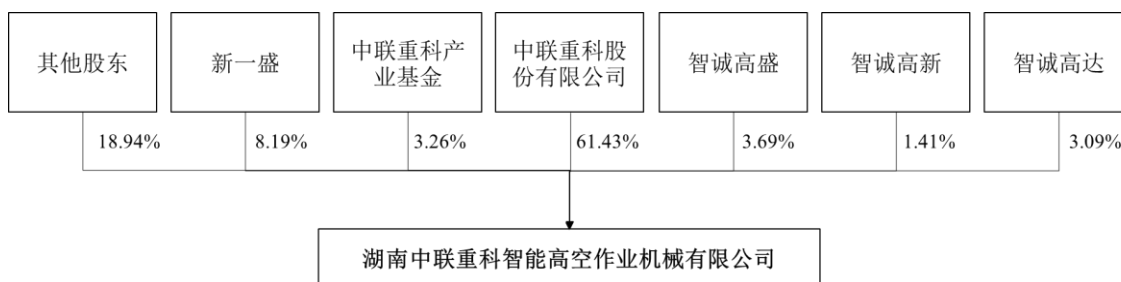 其他股东
新一盛
中联重科产
业基金
中联重科股
份有限公司
智诚高盛
智诚高新
智诚高达
18.94%
8.19%
3.26%
61.43%
3.69%
1.41%
3.09%
湖南中联重科智能高空作业机械有限公司